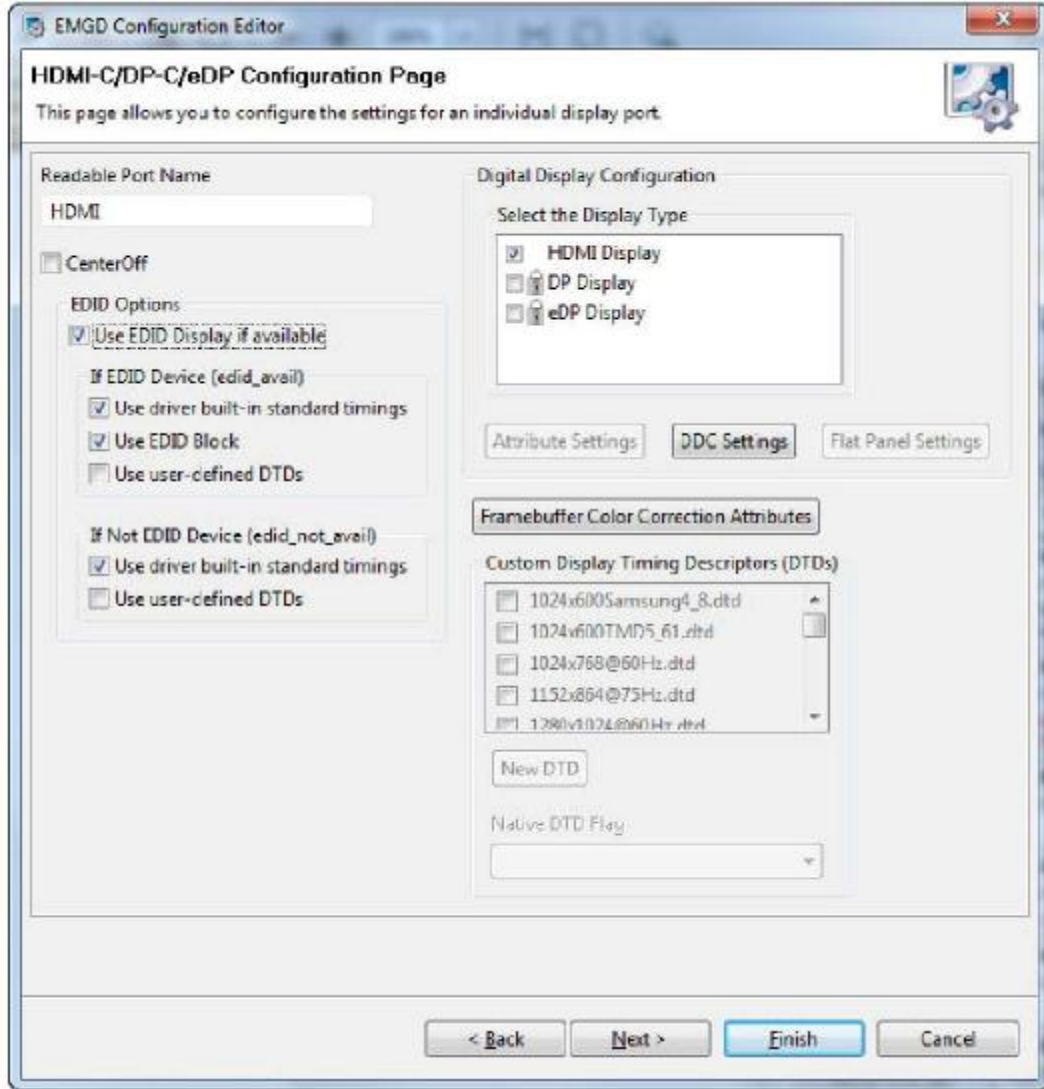 EMGD Configuration Editor
HDMI-C/DP-C/eDP Configuration Page
This page allows you to configure the settings for an individual display port.
Readable Port Name
HDMI
CenterOff
EDID Options
Use EDID Display if available
If EDID Device (edid_avail)
Use driver built-in standard timings
Use EDID Block
Use user-defined DTDs
If Not EDID Device (edid_not_avail)
Use driver built-in standard timings
Use user-defined DTDs
Digital Display Configuration
Select the Display Type
HDMI Display
DP Display
eDP Display
Attribute Settings
DDC Settings
Flat Panel Settings
Framebuffer Color Correction Attributes
Custom Display Timing Descriptors (DTDs)
1024x600Samsung4_8.dtd
1024x600TMD5_61.dtd
1024x768@60Hz.dtd
1152x864@75Hz.dtd
1280x1024@60Hz.dtd
New DTD
Native DTD Flag
< Back
Next >
Finish
Cancel